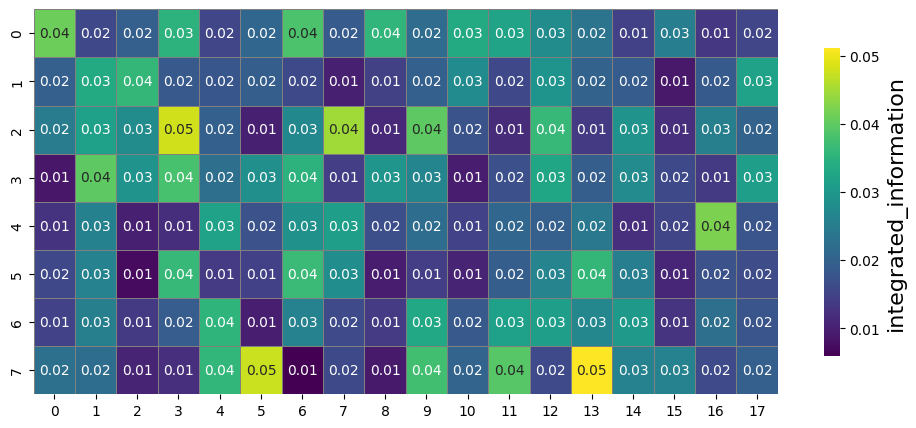 0 0.04 0.02 0.02 0.03 0.02 0.02 0.04 0.02 0.04 0.02 0.03 0.03 0.03 0.02 0.01 0.03 0.01 0.02
1 0.02 0.03 0.04 0.02 0.02 0.02 0.02 0.01 0.01 0.02 0.03 0.02 0.03 0.02 0.02 0.01 0.02 0.03
2 0.02 0.03 0.03 0.05 0.02 0.01 0.03 0.04 0.01 0.04 0.02 0.01 0.04 0.01 0.03 0.01 0.03 0.02
3 0.01 0.04 0.03 0.04 0.02 0.03 0.04 0.01 0.03 0.03 0.01 0.02 0.03 0.02 0.03 0.02 0.01 0.03
4 0.01 0.03 0.01 0.01 0.03 0.02 0.03 0.03 0.02 0.02 0.01 0.02 0.02 0.02 0.01 0.02 0.04 0.02
5 0.02 0.03 0.01 0.04 0.01 0.01 0.04 0.03 0.01 0.01 0.01 0.02 0.03 0.04 0.03 0.01 0.02 0.02
6 0.01 0.03 0.01 0.02 0.04 0.01 0.03 0.02 0.01 0.03 0.02 0.03 0.03 0.03 0.03 0.01 0.02 0.02
7 0.02 0.02 0.01 0.01 0.04 0.05 0.01 0.02 0.01 0.04 0.02 0.04 0.02 0.05 0.03 0.03 0.02 0.02
0 1 2 3 4 5 6 7 8 9 10 11 12 13 14 15 16 17
0.05
0.04
0.03
0.02
0.01
integrated_information